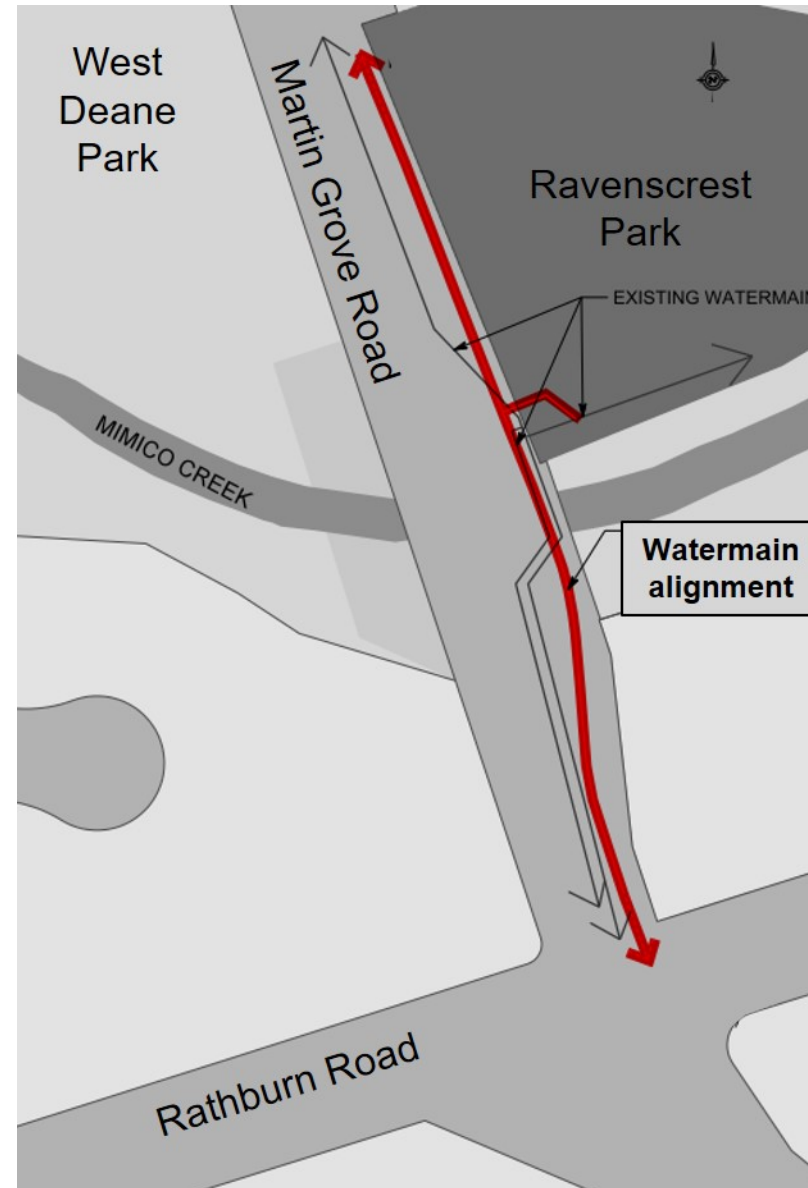 West
Deane
Park
Martin Grove Road
Ravenscrest
Park
N
EXISTING WATERMAIN
MIMICO CREEK
Watermain
alignment
Rathburn Road